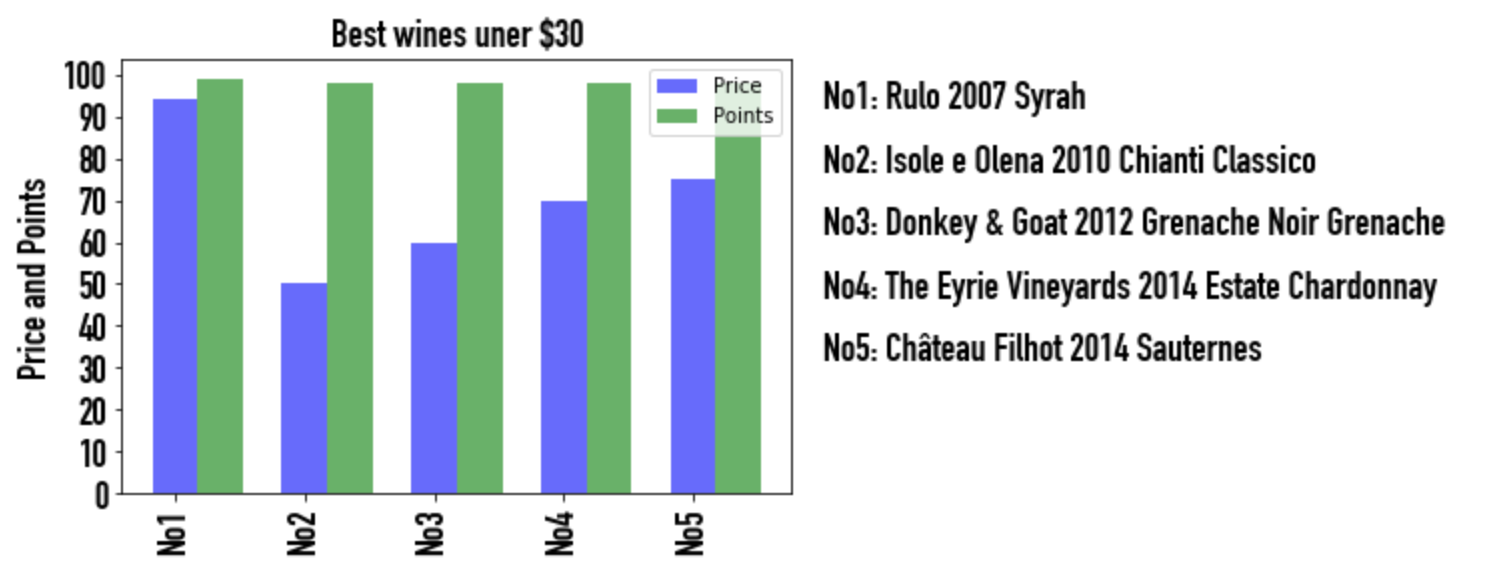 Best wines uner $30
Price and Points
100
90
80
70
60
50
40
30
20
10
0
Price
Points
No1
No2
No3
No4
No5
No1: Rulo 2007 Syrah
No2: Isole e Olena 2010 Chianti Classico
No3: Donkey & Goat 2012 Grenache Noir Grenache
No4: The Eyrie Vineyards 2014 Estate Chardonnay
No5: Château Filhot 2014 Sauternes